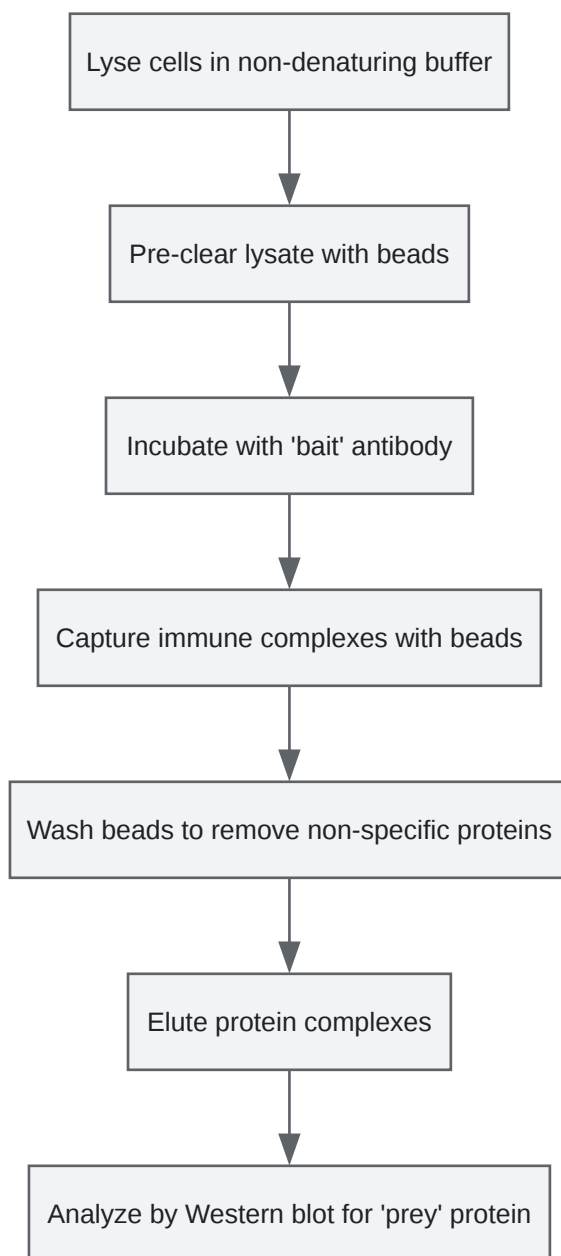 Lyse cells in non-denaturing buffer
Pre-clear lysate with beads
Incubate with 'bait' antibody
Capture immune complexes with beads
Wash beads to remove non-specific proteins
Elute protein complexes
Analyze by Western blot for 'prey' protein